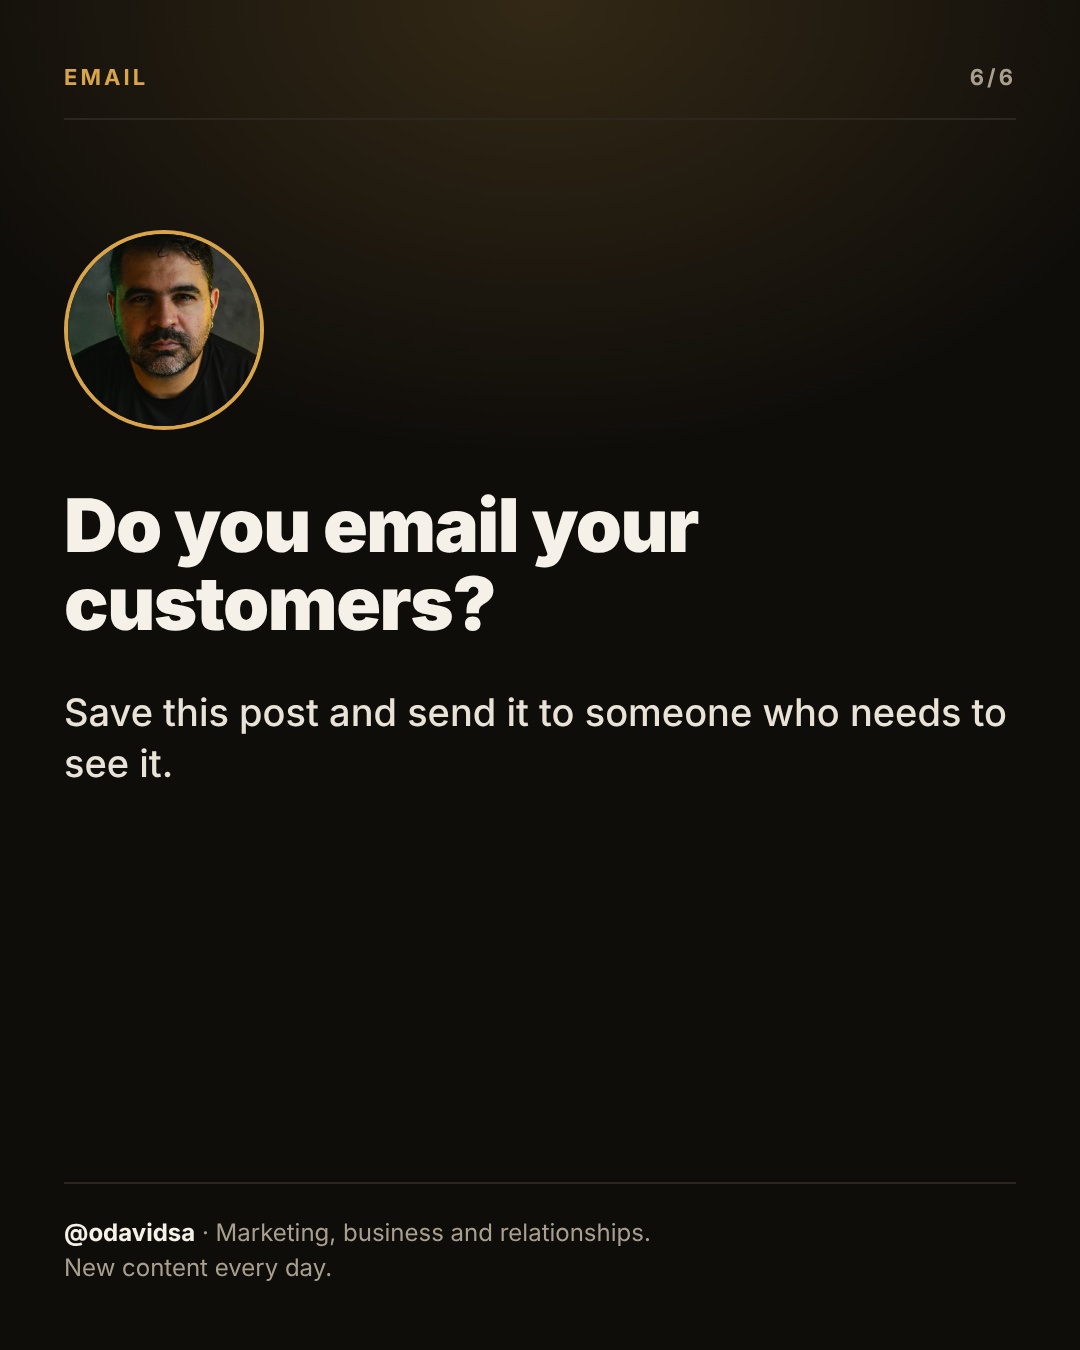 EMAIL
6/6
Do you email your
customers?
Save this post and send it to someone who needs to
see it.
@odavidsa · Marketing, business and relationships.
New content every day.